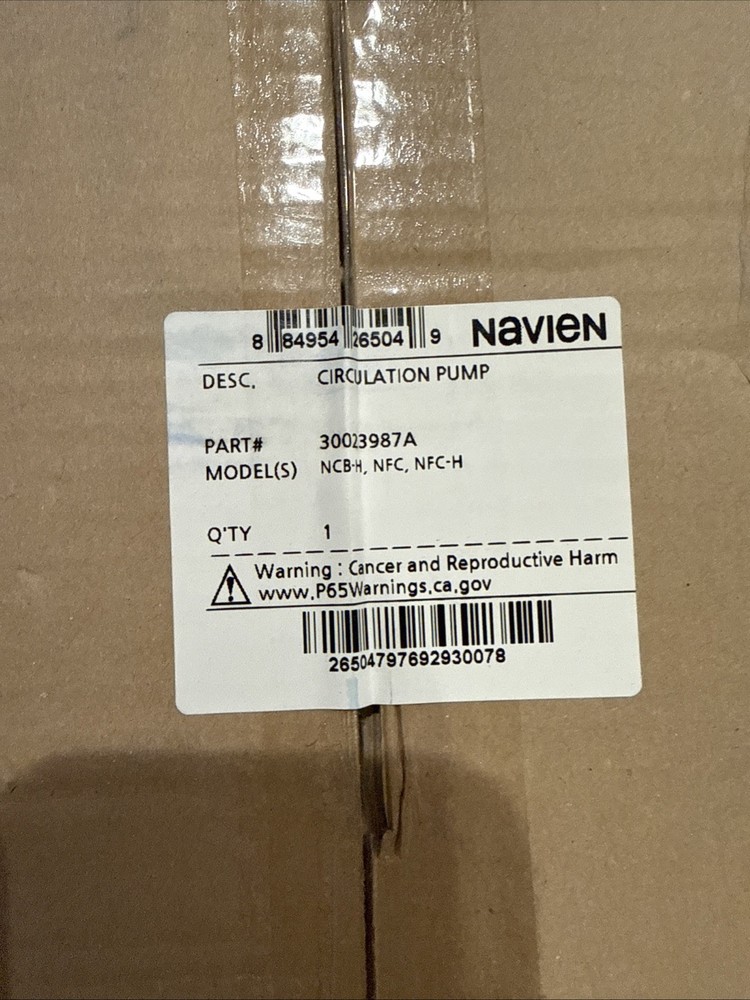 8 84954 26504 9 NAVIEN
DESC. CIRCULATION PUMP
PART# 30023987A
MODEL(S) NCB-H, NFC, NFC-H
Q'TY 1
Warning : Cancer and Reproductive Harm
www.P65Warnings.ca.gov
26504797692930078